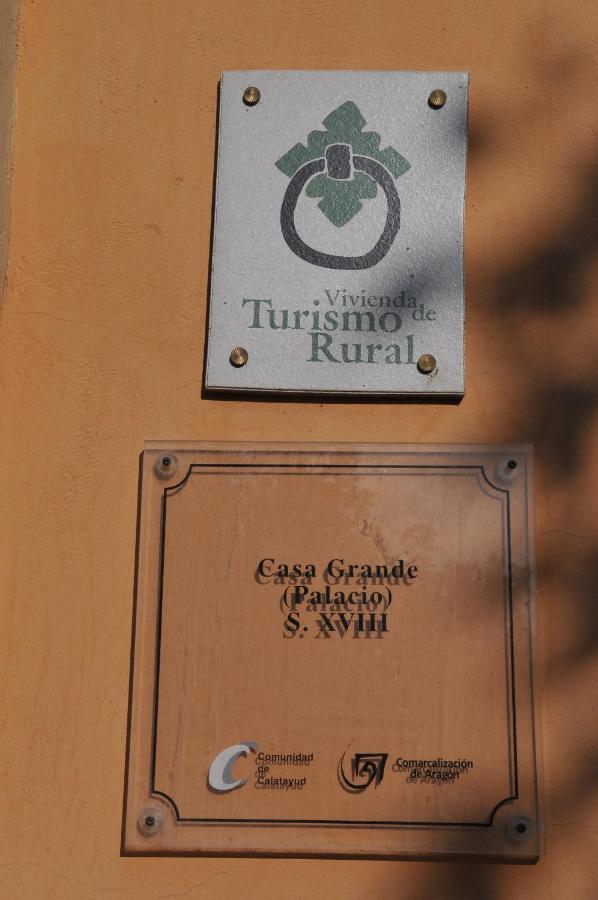 Vivienda de
Turismo
Rural
Casa Grande
(Palacio)
S. XVIII
Comunidad
de
Calatayud
Comarcalización
de Aragón